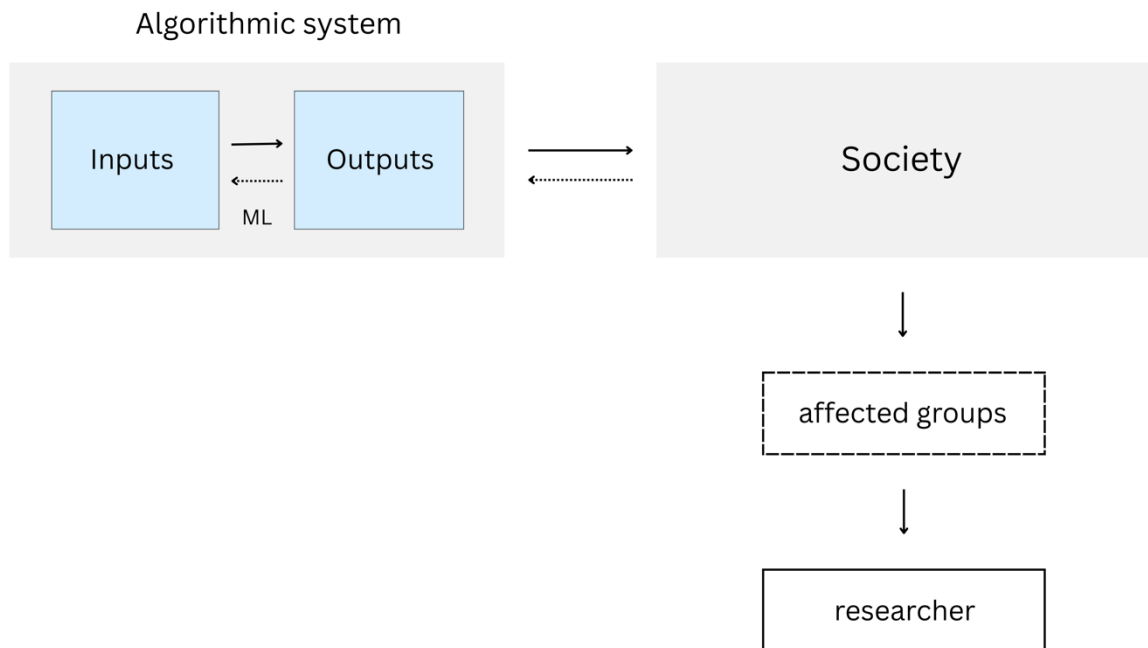 Algorithmic system
Inputs
Outputs
ML
Society
affected groups
researcher